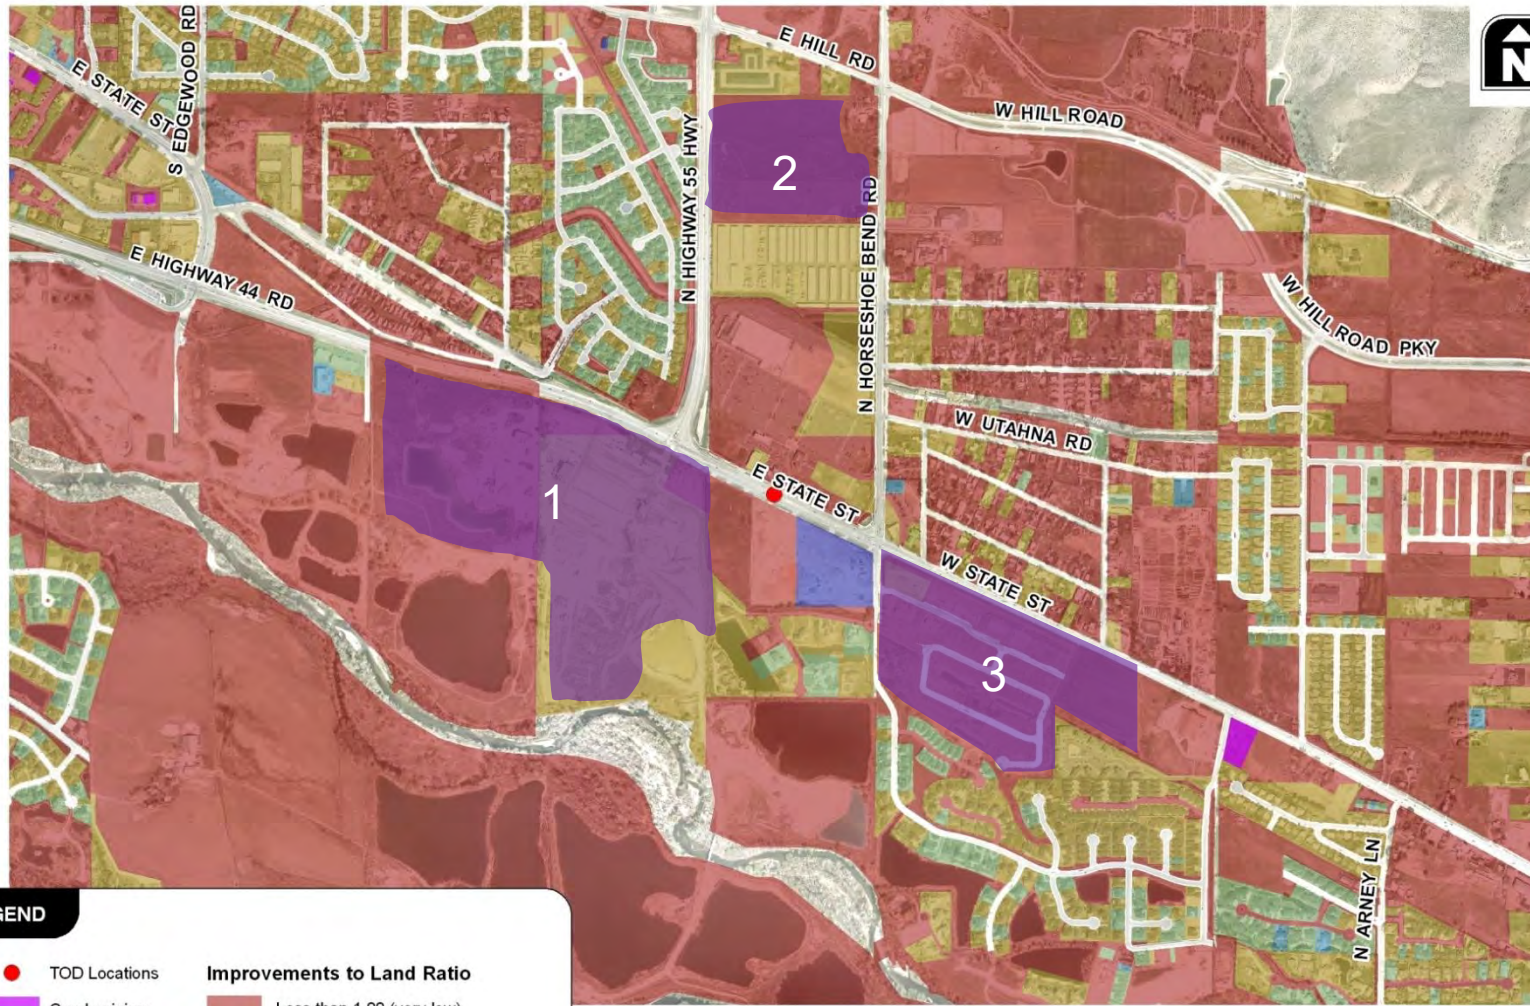 E HILL RD
N
E STATE ST
S EDGEWOOD RD
W HILL ROAD
N HIGHWAY 55 HWY
2
N HORSESHOE BEND RD
E HIGHWAY 44 RD
W HILL ROAD PKY
W UTAHNA RD
1
E STATE ST
W STATE ST
3
N ARNEY LN
GEND
TOD Locations
Improvements to Land Ratio